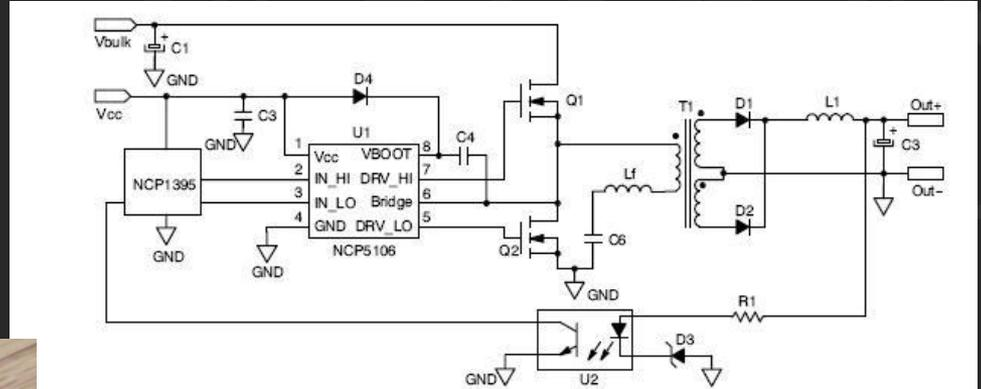 Vbulk
C1
GND
Vcc
C3
GND
D4
U1
C4
1
Vcc
VBOOT
8
2
IN_HI
DRV_HI
7
3
IN_LO
Bridge
6
4
GND
DRV_LO
5
NCP5106
NCP1395
GND
GND
Q1
Q2
Lf
C6
GND
T1
D1
D2
L1
Out+
C3
Out−
R1
D3
U2
GND